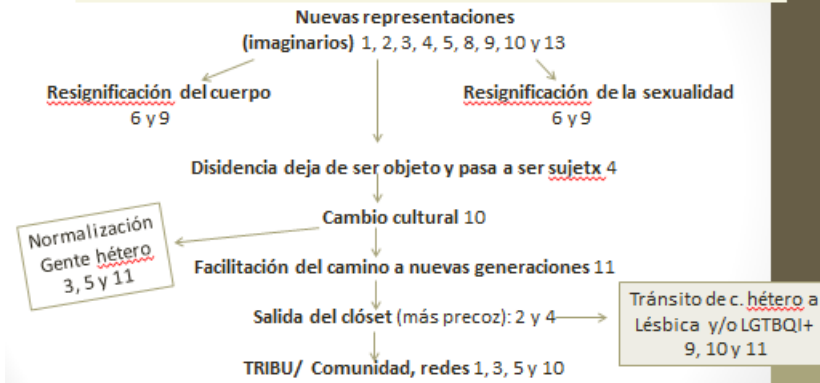 Nuevas representaciones
(imaginarios) 1, 2, 3, 4, 5, 8, 9, 10 y 13
Resignificación del cuerpo
6 y 9
Resignificación de la sexualidad
6 y 9
Disidencia deja de ser objeto y pasa a ser sujetx 4
Cambio cultural 10
Normalización
Gente hétero
3, 5 y 11
Facilitación del camino a nuevas generaciones 11
Salida del clóset (más precoz): 2 y 4
Tránsito de c. hétero a
Lésbica y/o LGTBQI+
9, 10 y 11
TRIBU/ Comunidad, redes 1, 3, 5 y 10